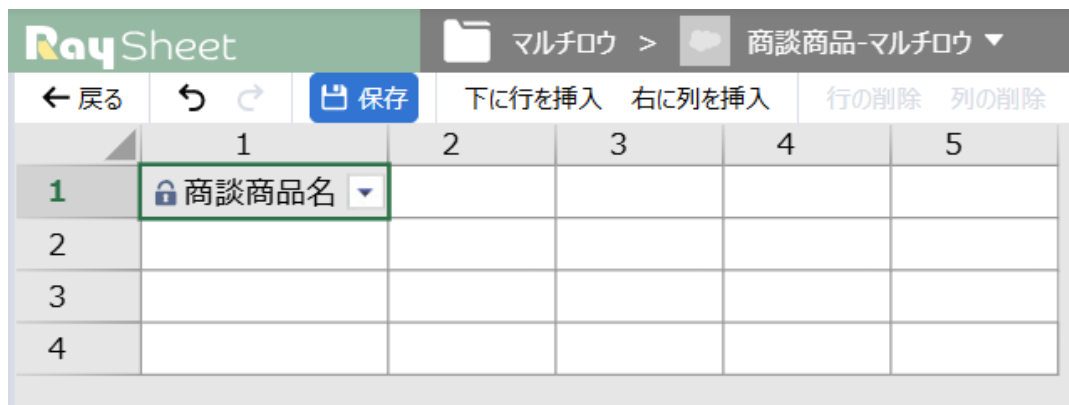 RaySheet マルチロウ > 商談商品-マルチロウ ▼
← 戻る 保存 下に行を挿入 右に列を挿入 行の削除 列の削除
1 2 3 4 5
1 商談商品名
2
3
4